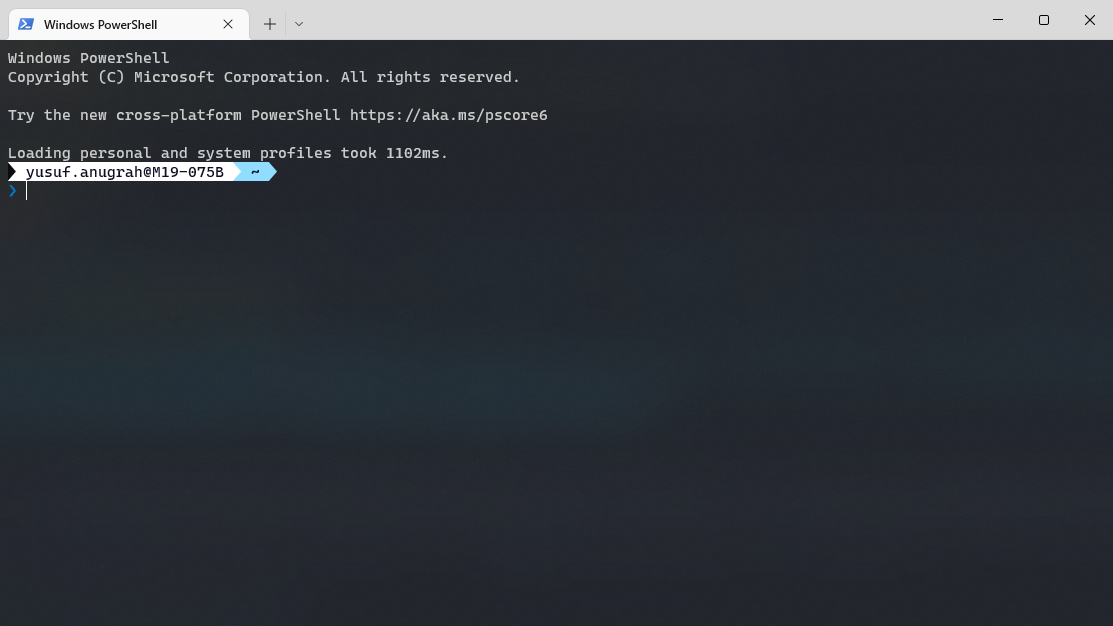 Windows PowerShell
Windows PowerShell
Copyright (C) Microsoft Corporation. All rights reserved.
Try the new cross-platform PowerShell https://aka.ms/pscore6
Loading personal and system profiles took 1102ms.
yusuf.anugrah@M19-075B ~
❯